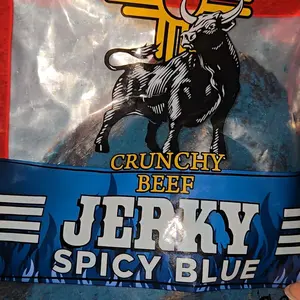 CRUNCHY
BEEF
JERKY
SPICY BLUE